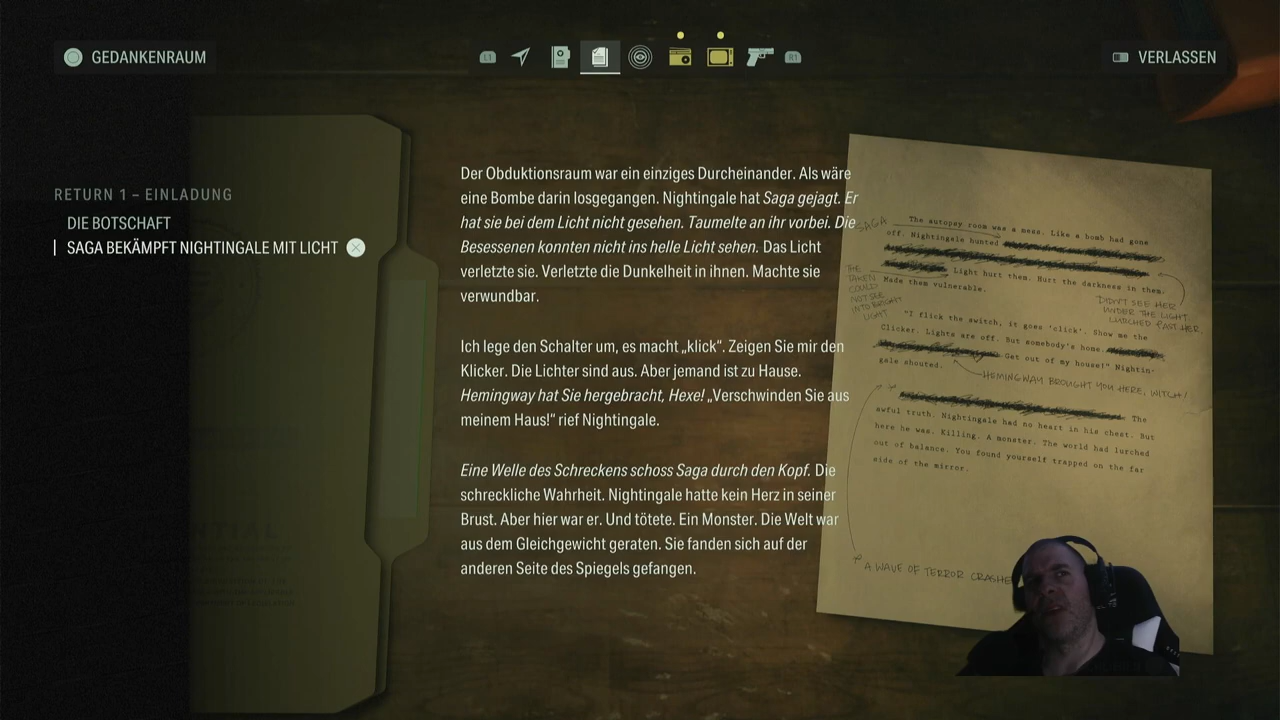 GEDANKENRAUM
L1
R1
VERLASSEN
RETURN 1 – EINLADUNG
DIE BOTSCHAFT
SAGA BEKÄMPFT NIGHTINGALE MIT LICHT
Der Obduktionsraum war ein einziges Durcheinander. Als wäre
eine Bombe darin losgegangen. Nightingale hat Saga gejagt. Er
hat sie bei dem Licht nicht gesehen. Taumelte an ihr vorbei. Die
Besessenen konnten nicht ins helle Licht sehen. Das Licht
verletzte sie. Verletzte die Dunkelheit in ihnen. Machte sie
verwundbar.
Ich lege den Schalter um, es macht „klick“. Zeigen Sie mir den
Klicker. Die Lichter sind aus. Aber jemand ist zu Hause.
Hemingway hat Sie hergebracht, Hexe! „Verschwinden Sie aus
meinem Haus!“ rief Nightingale.
Eine Welle des Schreckens schoss Saga durch den Kopf. Die
schreckliche Wahrheit. Nightingale hatte kein Herz in seiner
Brust. Aber hier war er. Und tötete. Ein Monster. Die Welt war
aus dem Gleichgewicht geraten. Sie fanden sich auf der
anderen Seite des Spiegels gefangen.
SAGA
The autopsy room was a mess. Like a bomb had gone
off. Nightingale hunted
Light hurt them. Hurt the darkness in them.
Made them vulnerable.
THE
TAKEN
COULD
NOT SEE
INTO BRIGHT
LIGHT
DIDN'T SEE HER
UNDER THE LIGHT.
LURCHED PAST HER.
"I flick the switch, it goes 'click'. Show me the
Clicker. Lights are off. But somebody's home.
Get out of my house!" Nightin-
gale shouted.
HEMINGWAY BROUGHT YOU HERE, WITCH!
The
awful truth. Nightingale had no heart in his chest. But
here he was. Killing. A monster. The world had lurched
out of balance. You found yourself trapped on the far
side of the mirror.
A WAVE OF TERROR CRASHE
NTIAL